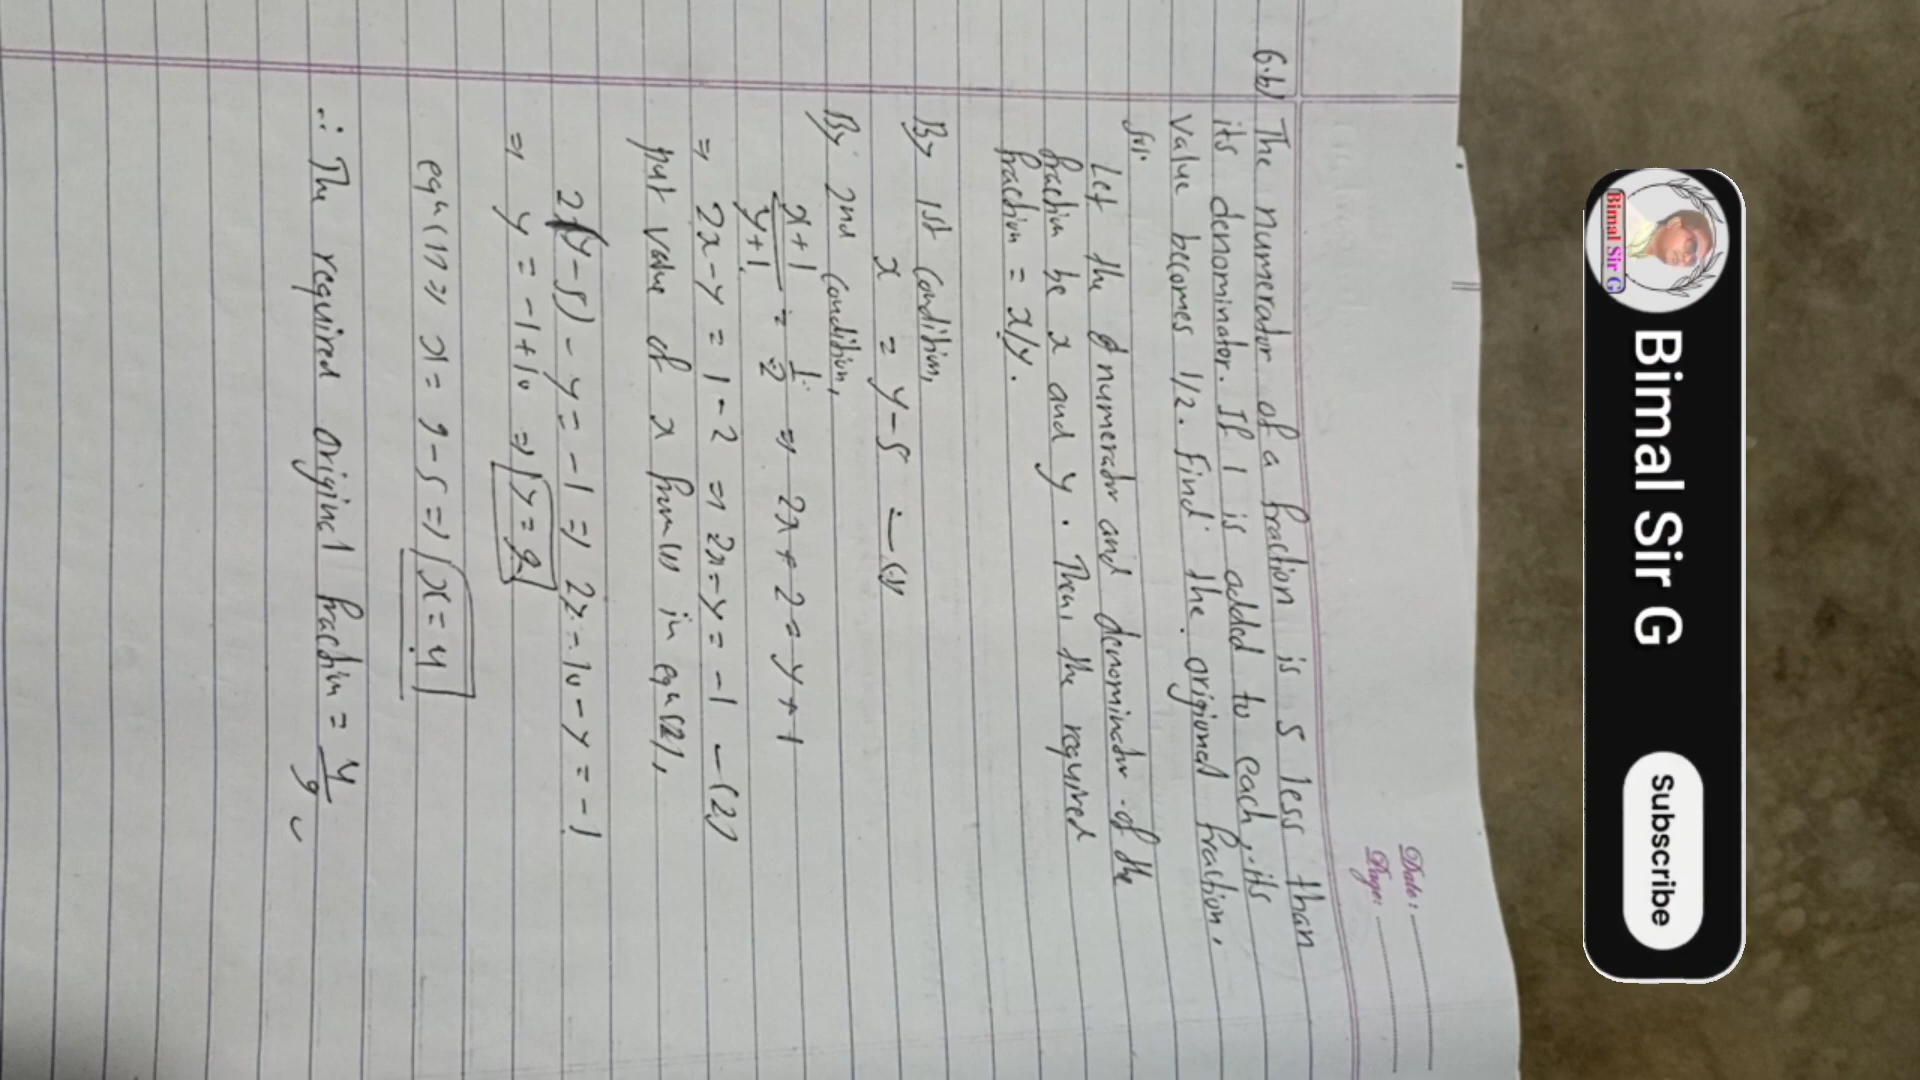 Date:
Page:
6.b) The numerator of a fraction is 5 less than
its denominator. If 1 is added to each, its
value becomes 1/2. Find the original fraction.
Sol.
Let the numerator and denominator of the
fraction be x and y. Then, the required
fraction = x/y.
By 1st condition,
x = y-5 - (1)
By 2nd condition,
x+1/y+1 = 1/2 ⇒ 2x+2=y+1
⇒ 2x-y = 1-2 ⇒ 2x-y = -1 - (2)
put value of x from (1) in eqn (2),
2(y-5) - y = -1 ⇒ 2y-10-y = -1
⇒ y = -1+10 ⇒ y = 9
eqn (1) ⇒ x = 9-5 ⇒ x = 4
∴ The required original fraction = 4/9
Bimal Sir G
Bimal Sir G
Subscribe